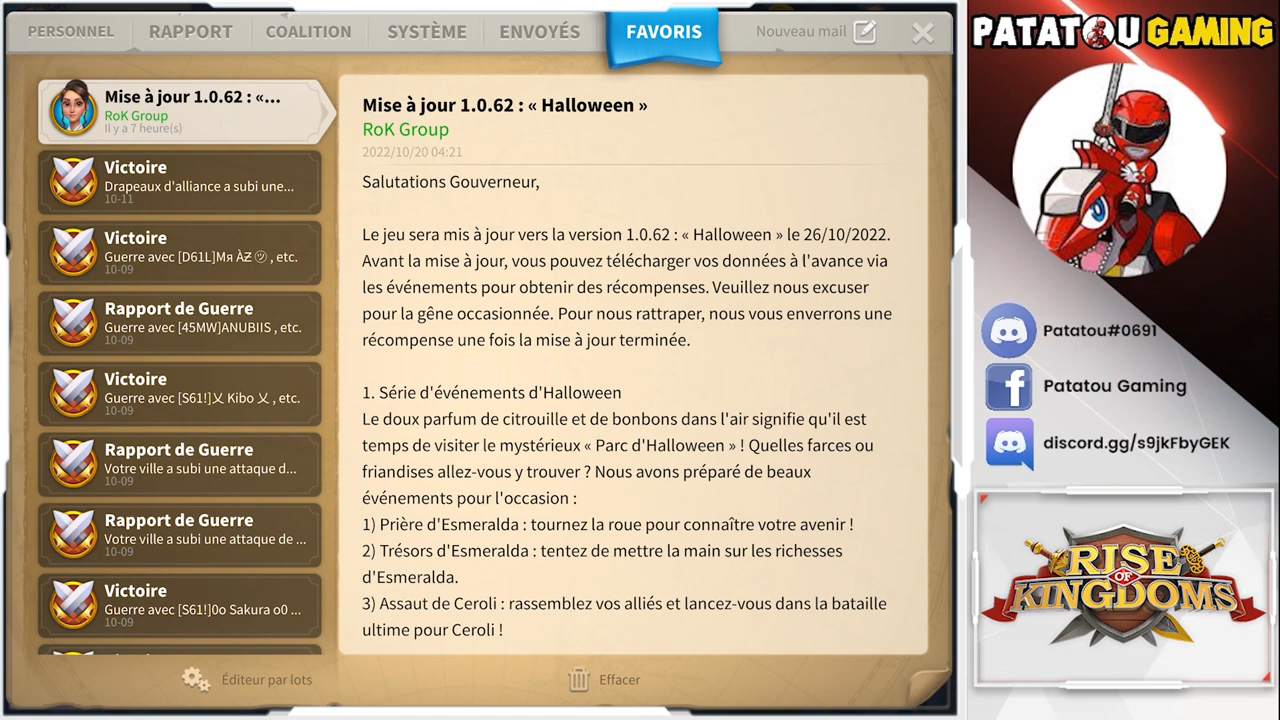 PERSONNEL
RAPPORT
COALITION
SYSTÈME
ENVOYÉS
FAVORIS
Nouveau mail
Mise à jour 1.0.62 : «...
RoK Group
Il y a 7 heure(s)
Victoire
Drapeaux d'alliance a subi une...
10-11
Victoire
Guerre avec [D61L]Mя ÀƵ ㋡ , etc.
10-09
Rapport de Guerre
Guerre avec [45MW]ANUBIIS , etc.
10-09
Victoire
Guerre avec [S61!]乂 Kibo 乂 , etc.
10-09
Rapport de Guerre
Votre ville a subi une attaque d...
10-09
Rapport de Guerre
Votre ville a subi une attaque de ...
10-09
Victoire
Guerre avec [S61!]0o Sakura o0 ...
10-09
Éditeur par lots
Mise à jour 1.0.62 : « Halloween »
RoK Group
2022/10/20 04:21
Salutations Gouverneur,
Le jeu sera mis à jour vers la version 1.0.62 : « Halloween » le 26/10/2022.
Avant la mise à jour, vous pouvez télécharger vos données à l'avance via
les événements pour obtenir des récompenses. Veuillez nous excuser
pour la gêne occasionnée. Pour nous rattraper, nous vous enverrons une
récompense une fois la mise à jour terminée.
1. Série d'événements d'Halloween
Le doux parfum de citrouille et de bonbons dans l'air signifie qu'il est
temps de visiter le mystérieux « Parc d'Halloween » ! Quelles farces ou
friandises allez-vous y trouver ? Nous avons préparé de beaux
événements pour l'occasion :
1) Prière d'Esmeralda : tournez la roue pour connaître votre avenir !
2) Trésors d'Esmeralda : tentez de mettre la main sur les richesses
d'Esmeralda.
3) Assaut de Ceroli : rassemblez vos alliés et lancez-vous dans la bataille
ultime pour Ceroli !
Effacer
PATATOU GAMING
Patatou#0691
Patatou Gaming
discord.gg/s9jkFbyGEK
RISE
OF
KINGDOMS